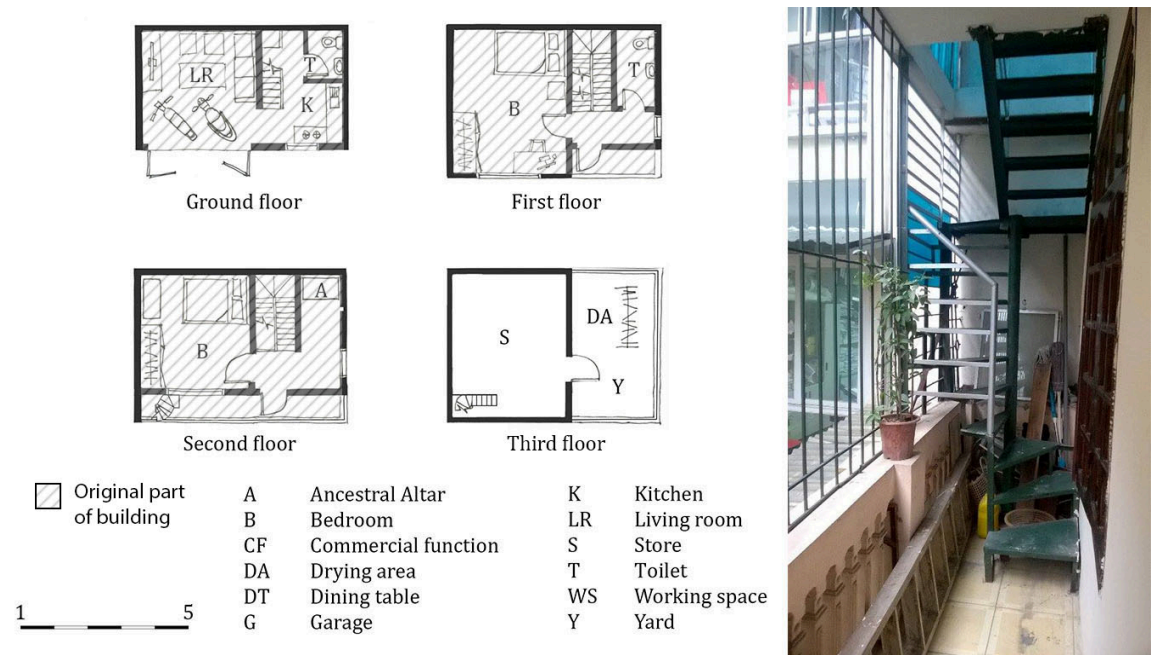 LR
T
K
Ground floor
B
T
First floor
B
A
Second floor
S
DA
Y
Third floor
Original part
of building
A Ancestral Altar
B Bedroom
CF Commercial function
DA Drying area
DT Dining table
G Garage
K Kitchen
LR Living room
S Store
T Toilet
WS Working space
Y Yard
1 5